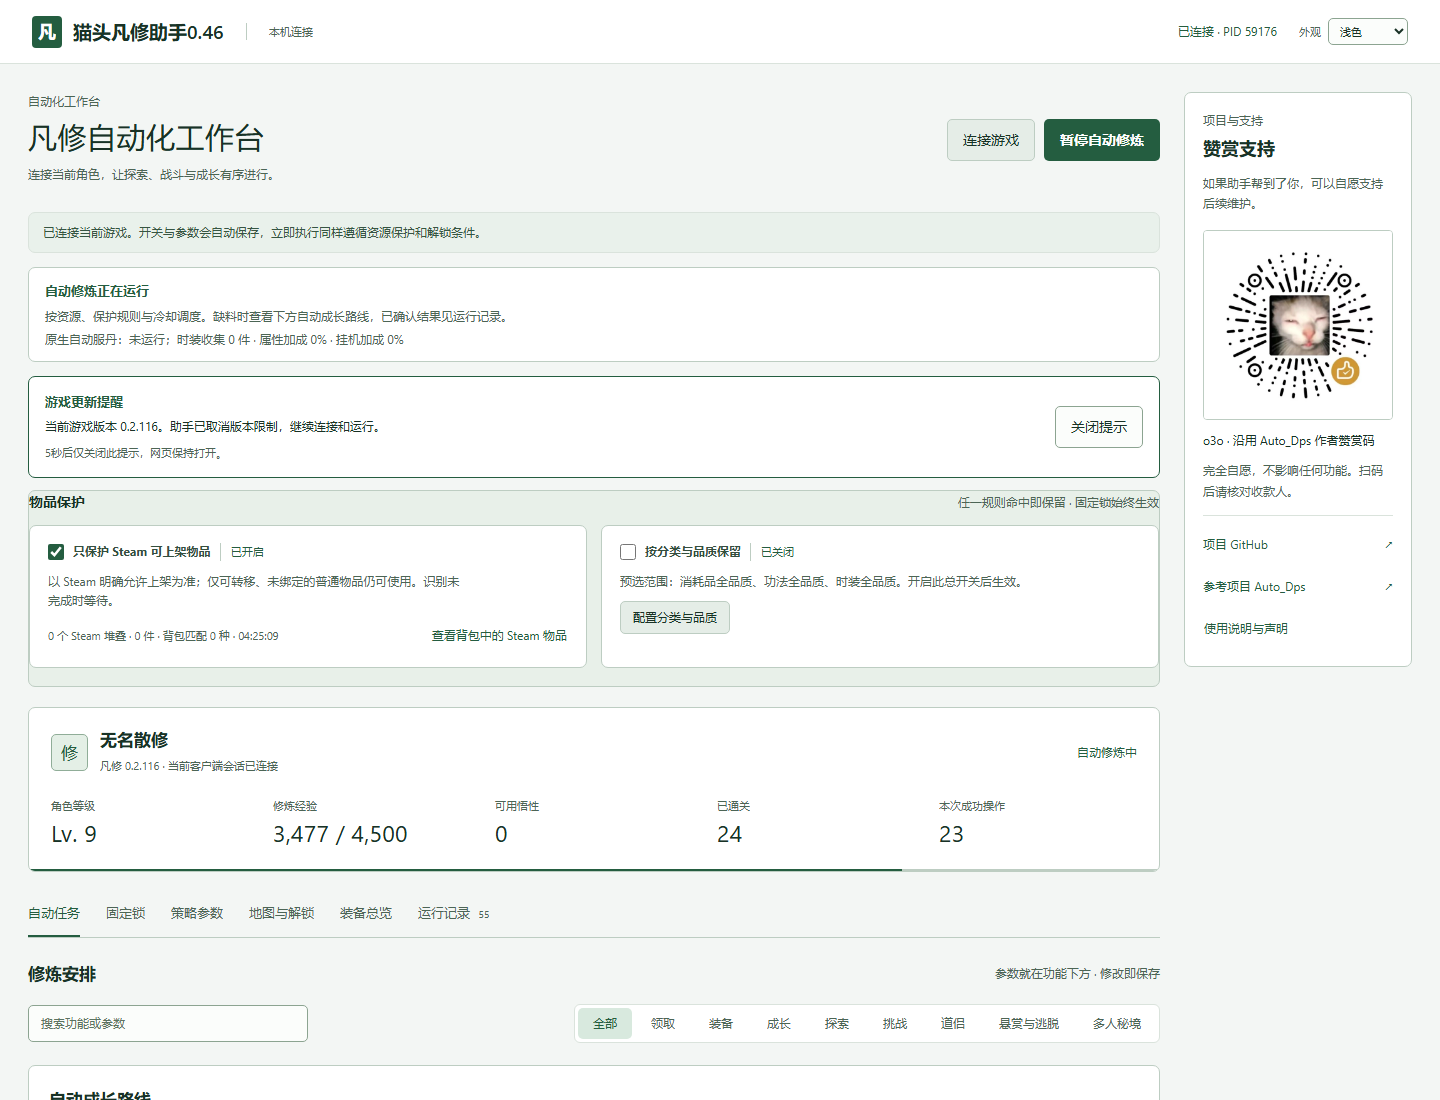 凡 猫头凡修助手0.46 本机连接 已连接 · PID 59176 外观 浅色
自动化工作台
凡修自动化工作台
连接当前角色，让探索、战斗与成长有序进行。
连接游戏 暂停自动修炼
已连接当前游戏。开关与参数会自动保存，立即执行同样遵循资源保护和解锁条件。
自动修炼正在运行
按资源、保护规则与冷却调度。缺料时查看下方自动成长路线，已确认结果见运行记录。
原生自动服丹：未运行；时装收集 0 件 · 属性加成 0% · 挂机加成 0%
游戏更新提醒
当前游戏版本 0.2.116。助手已取消版本限制，继续连接和运行。
5秒后仅关闭此提示，网页保持打开。
关闭提示
物品保护 任一规则命中即保留 · 固定锁始终生效
只保护 Steam 可上架物品 已开启
以 Steam 明确允许上架为准；仅可转移、未绑定的普通物品仍可使用。识别未
完成时等待。
0 个 Steam 堆叠 · 0 件 · 背包匹配 0 种 · 04:25:09 查看背包中的 Steam 物品
按分类与品质保留 已关闭
预选范围：消耗品全品质、功法全品质、时装全品质。开启此总开关后生效。
配置分类与品质
修 无名散修
凡修 0.2.116 · 当前客户端会话已连接
自动修炼中
角色等级 修炼经验 可用悟性 已通关 本次成功操作
Lv. 9 3,477 / 4,500 0 24 23
自动任务 固定锁 策略参数 地图与解锁 装备总览 运行记录 55
修炼安排 参数就在功能下方 · 修改即保存
搜索功能或参数 全部 领取 装备 成长 探索 挑战 道侣 悬赏与逃脱 多人秘境
自动成长路线
项目与支持
赞赏支持
如果助手帮到了你，可以自愿支持
后续维护。
o3o · 沿用 Auto_Dps 作者赞赏码
完全自愿，不影响任何功能。扫码
后请核对收款人。
项目 GitHub ↗
参考项目 Auto_Dps ↗
使用说明与声明